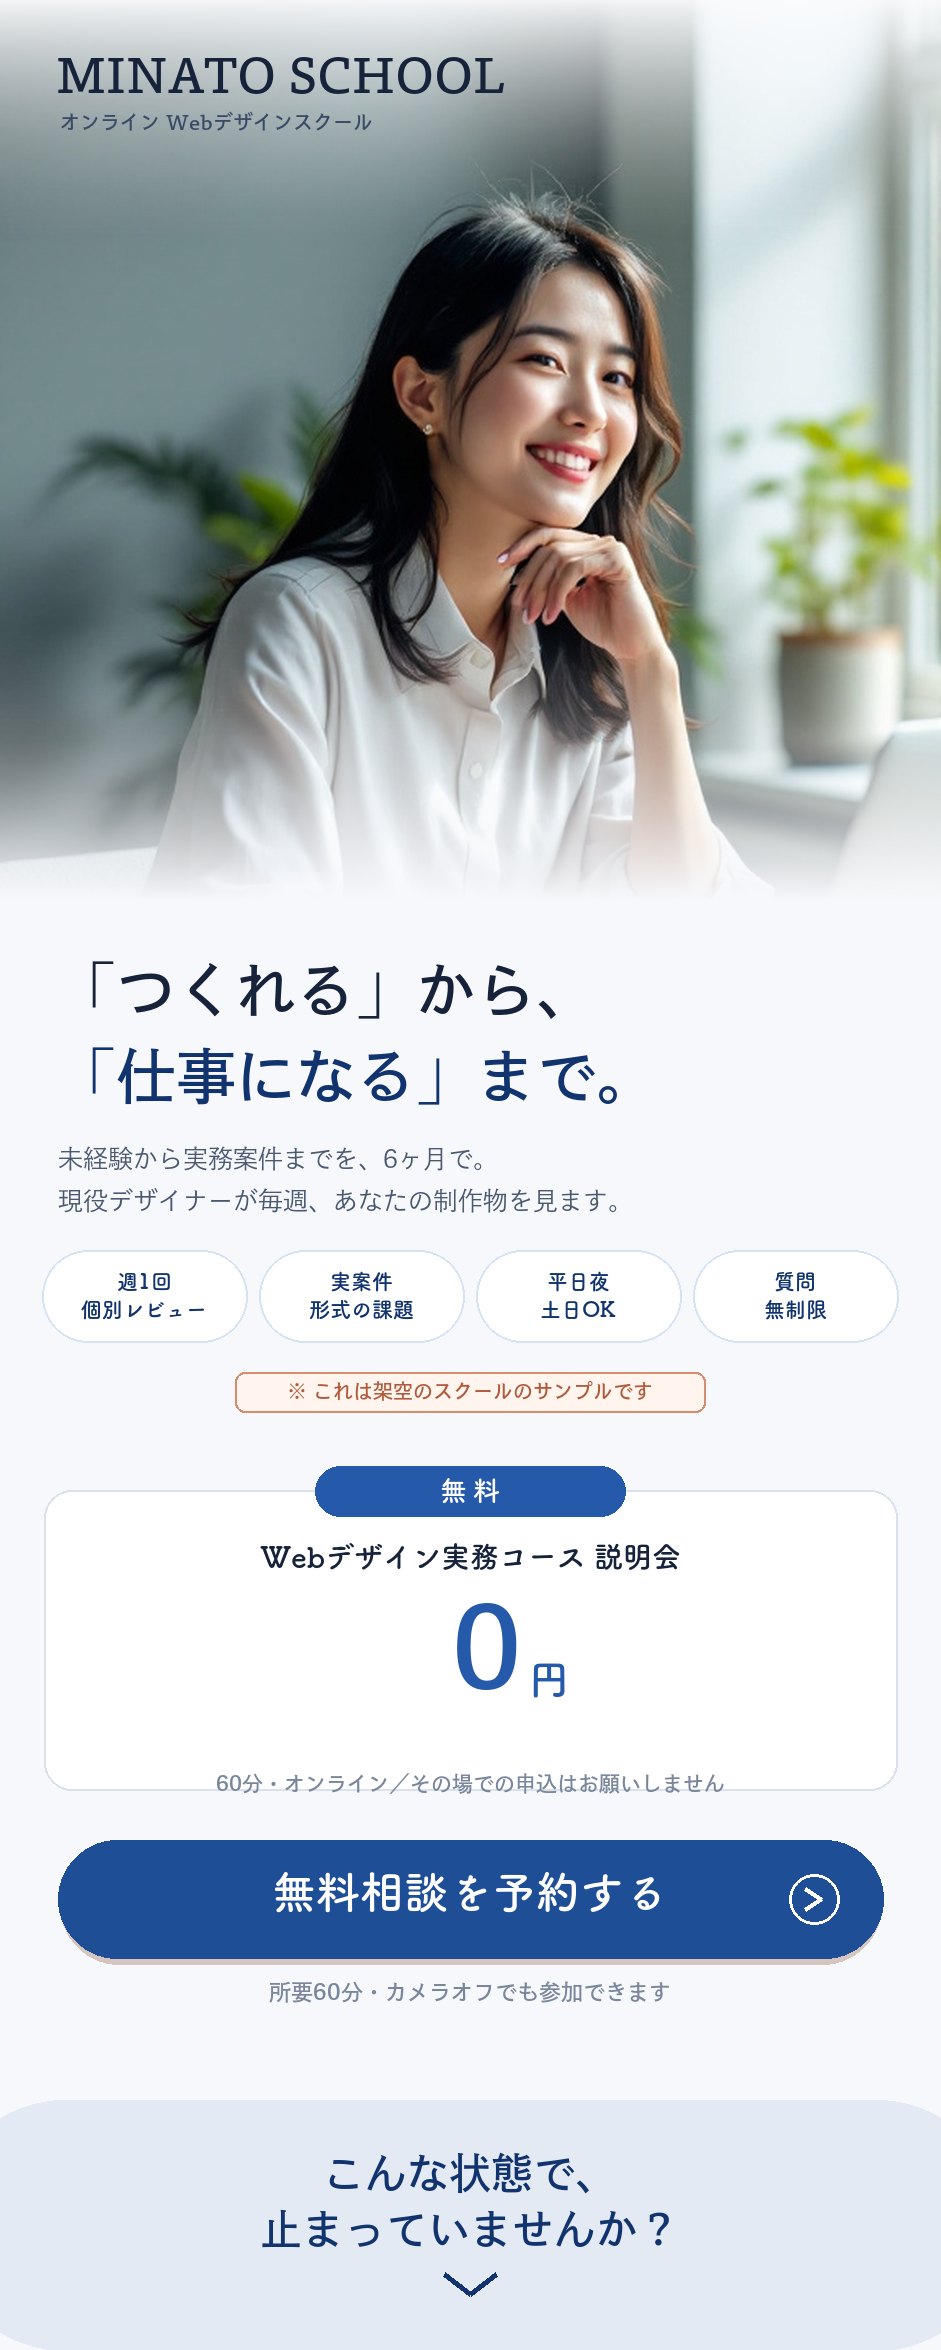 MINATO SCHOOL
オンライン Webデザインスクール
「つくれる」から、
「仕事になる」まで。
未経験から実務案件までを、6ヶ月で。
現役デザイナーが毎週、あなたの制作物を見ます。
週1回
個別レビュー
実案件
形式の課題
平日夜
土日OK
質問
無制限
※ これは架空のスクールのサンプルです
無料
Webデザイン実務コース 説明会
0円
60分・オンライン／その場での申込はお願いしません
無料相談を予約する
所要60分・カメラオフでも参加できます
こんな状態で、
止まっていませんか？